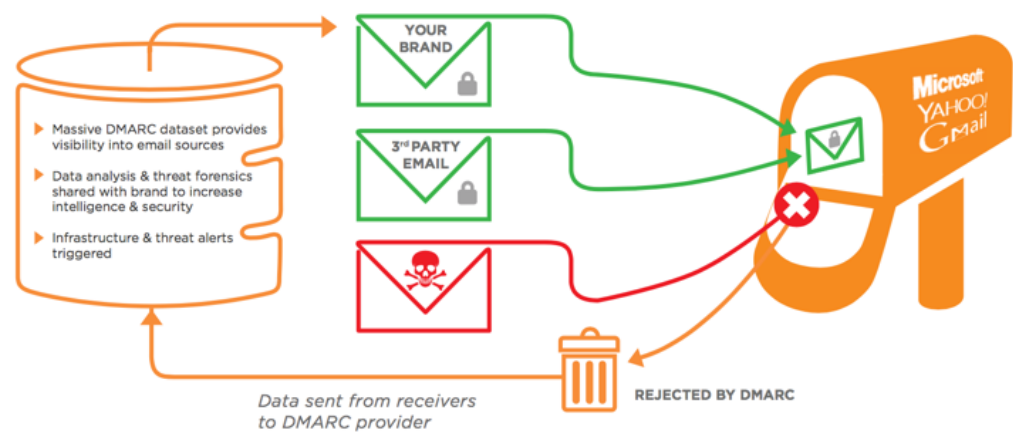 YOUR
BRAND
Massive DMARC dataset provides
visibility into email sources
Data analysis & threat forensics
shared with brand to increase
intelligence & security
Infrastructure & threat alerts
triggered
3rd PARTY
EMAIL
Microsoft
YAHOO!
Gmail
REJECTED BY DMARC
Data sent from receivers
to DMARC provider